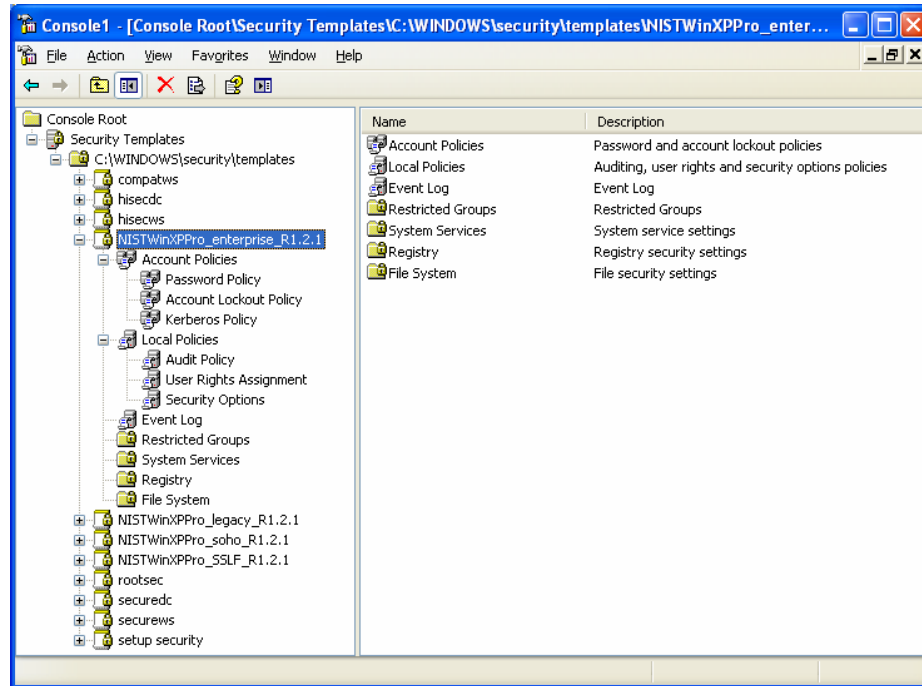 Console1 - [Console Root\Security Templates\C:\WINDOWS\security\templates\NISTWinXPPro_enter...
File Action View Favorites Window Help
Console Root
Security Templates
C:\WINDOWS\security\templates
compatws
hisecdc
hisecws
NISTWinXPPro_enterprise_R1.2.1
Account Policies
Password Policy
Account Lockout Policy
Kerberos Policy
Local Policies
Audit Policy
User Rights Assignment
Security Options
Event Log
Restricted Groups
System Services
Registry
File System
NISTWinXPPro_legacy_R1.2.1
NISTWinXPPro_soho_R1.2.1
NISTWinXPPro_SSLF_R1.2.1
rootsec
securedc
securews
setup security
Name Description
Account Policies Password and account lockout policies
Local Policies Auditing, user rights and security options policies
Event Log Event Log
Restricted Groups Restricted Groups
System Services System service settings
Registry Registry security settings
File System File security settings